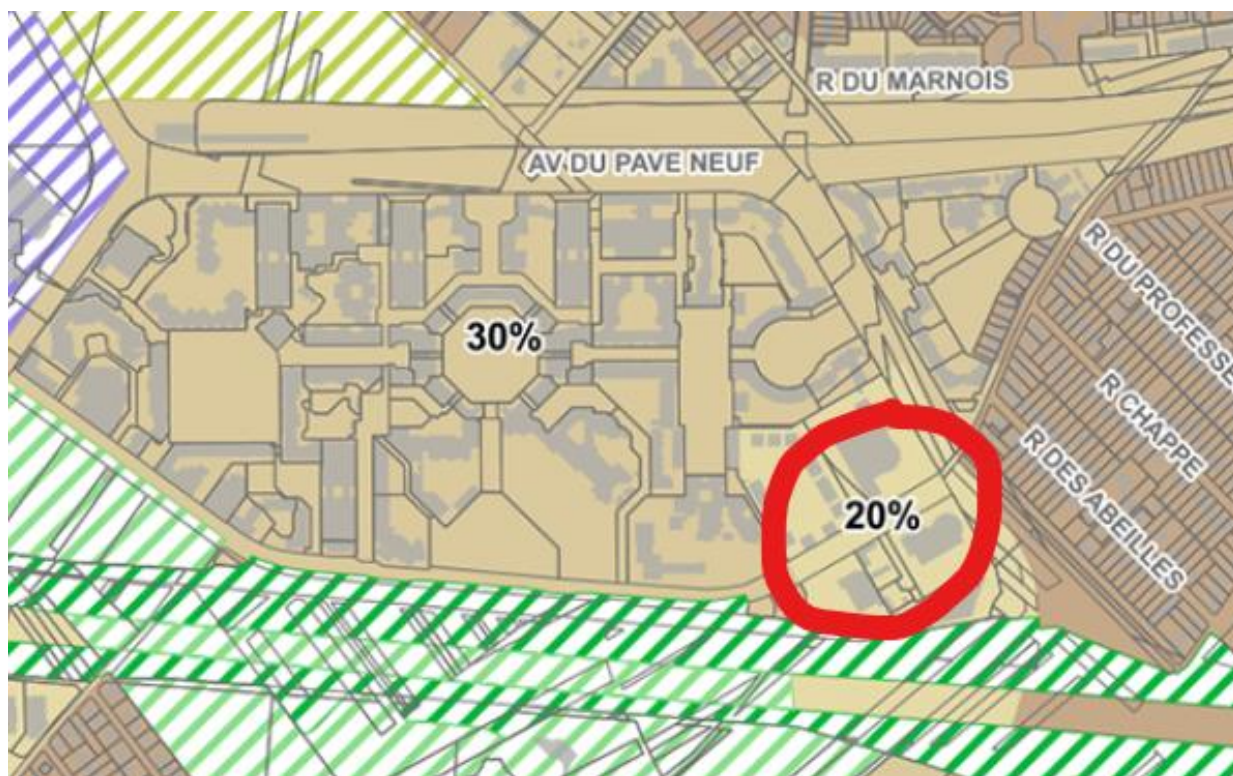 R DU MARNOIS
AV DU PAVE NEUF
R DU PROFESSE
30%
R CHAPPE
R DES ABEILLES
20%